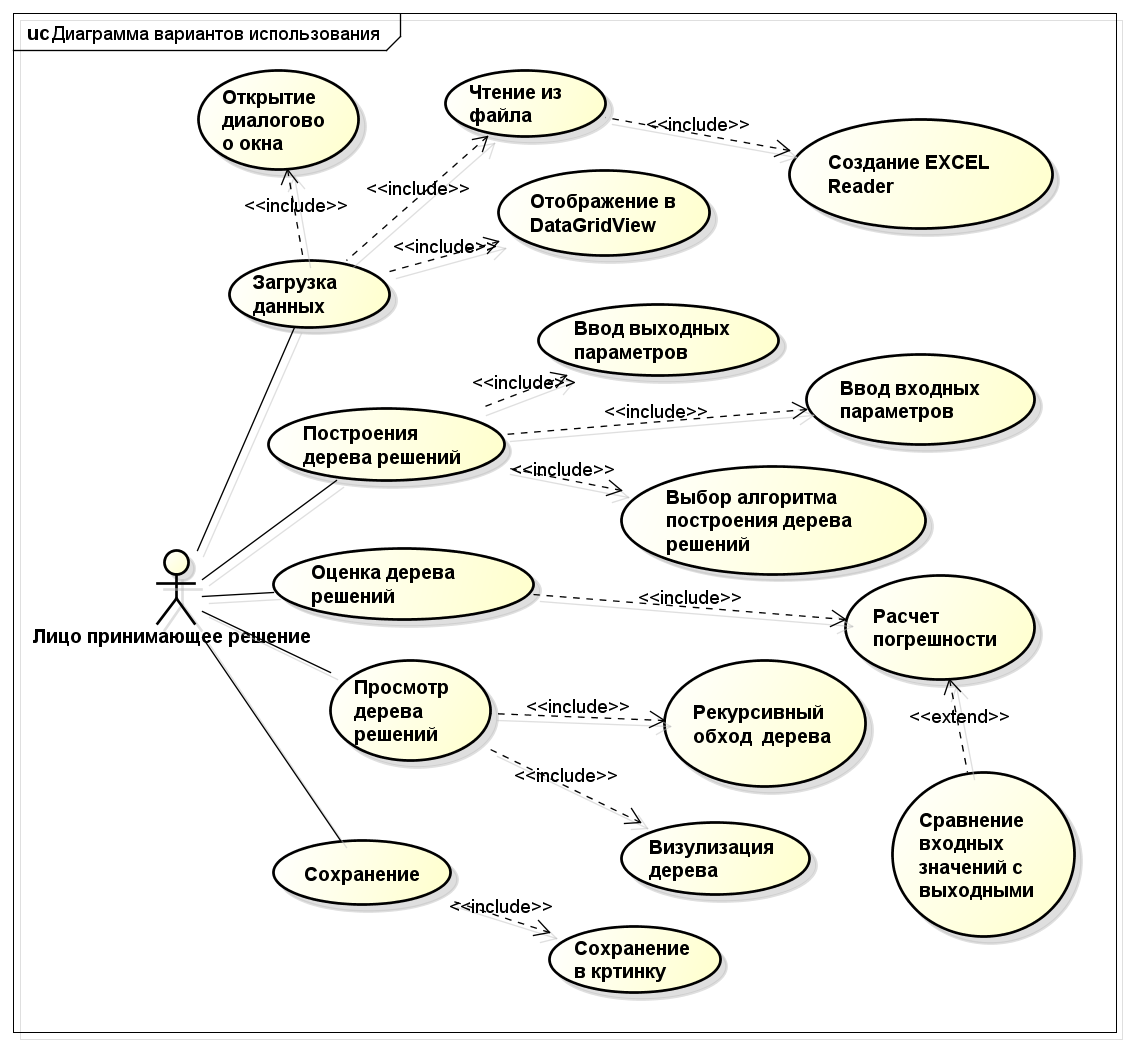 uc Диаграмма вариантов использования
Открытие
диалогово
о окна
Чтение из
файла
<<include>>
Создание EXCEL
Reader
<<include>>
<<include>>
Отображение в
DataGridView
<<include>>
Загрузка
данных
Ввод выходных
параметров
<<include>>
Ввод входных
параметров
<<include>>
Построения
дерева решений
<<include>>
Выбор алгоритма
построения дерева
решений
Оценка дерева
решений
<<include>>
Расчет
погрешности
Лицо принимающее решение
Просмотр
дерева
решений
<<include>>
Рекурсивный
обход дерева
<<extend>>
<<include>>
Сравнение
входных
значений с
выходными
Визулизация
дерева
Сохранение
<<include>>
Сохранение
в кртинку